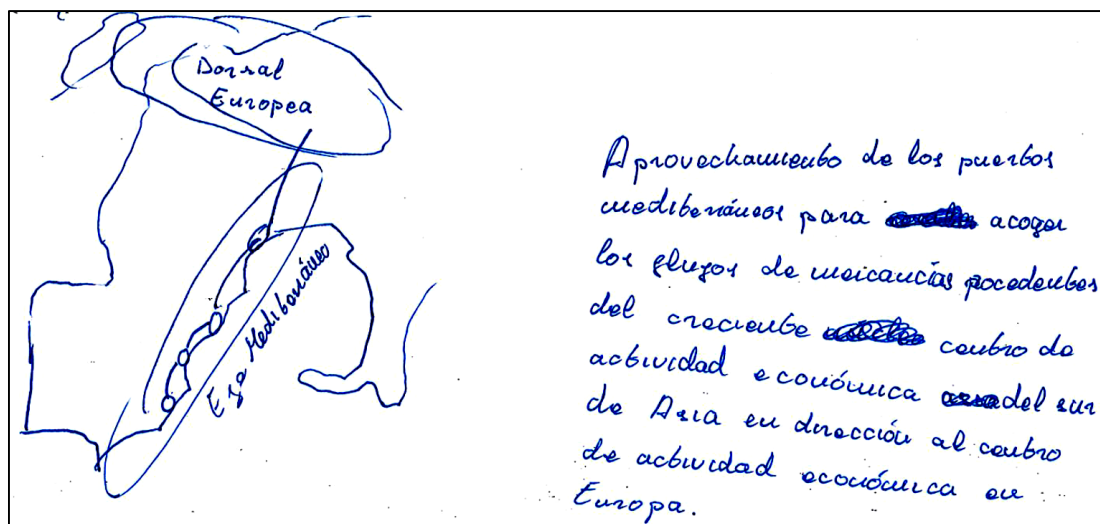 Dorsal
Europea
Eje Mediterráneo
Aprovechamiento de los puertos
mediterráneos para acoger
los flujos de mercancías pocedentes
del creciente centro de
actividad económica del sur
de Asia en dirección al centro
de actividad económica en
Europa.